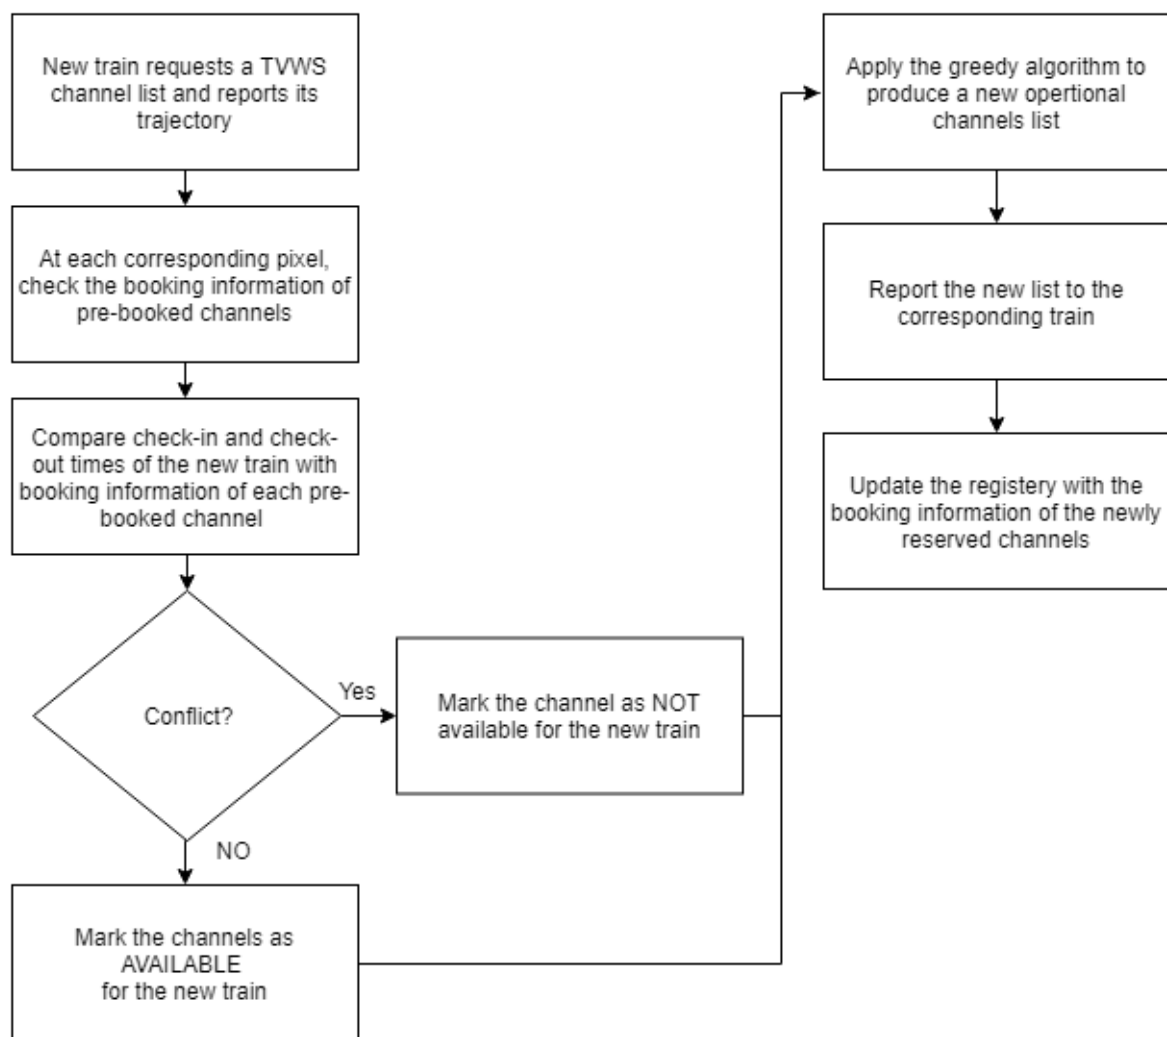 New train requests a TVWS
channel list and reports its
trajectory
At each corresponding pixel,
check the booking information of
pre-booked channels
Compare check-in and check-
out times of the new train with
booking information of each pre-
booked channel
Conflict?
Yes
Mark the channel as NOT
available for the new train
NO
Mark the channels as
AVAILABLE
for the new train
Apply the greedy algorithm to
produce a new opertional
channels list
Report the new list to the
corresponding train
Update the registery with the
booking information of the newly
reserved channels